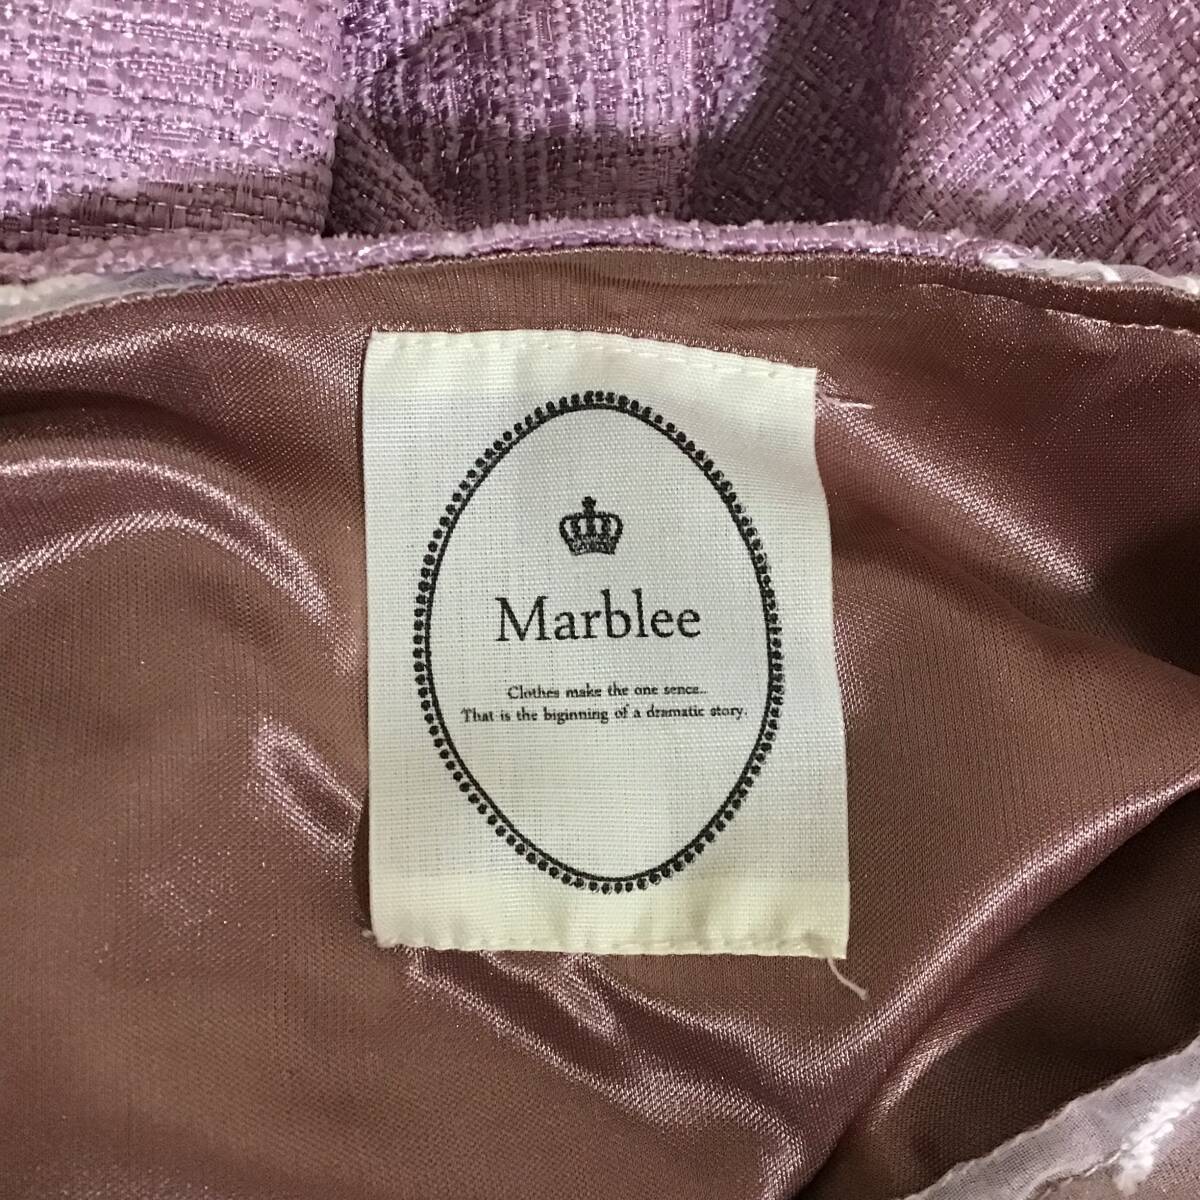 Marblee
Clothes make the one sence..
That is the biginning of a dramatic story.